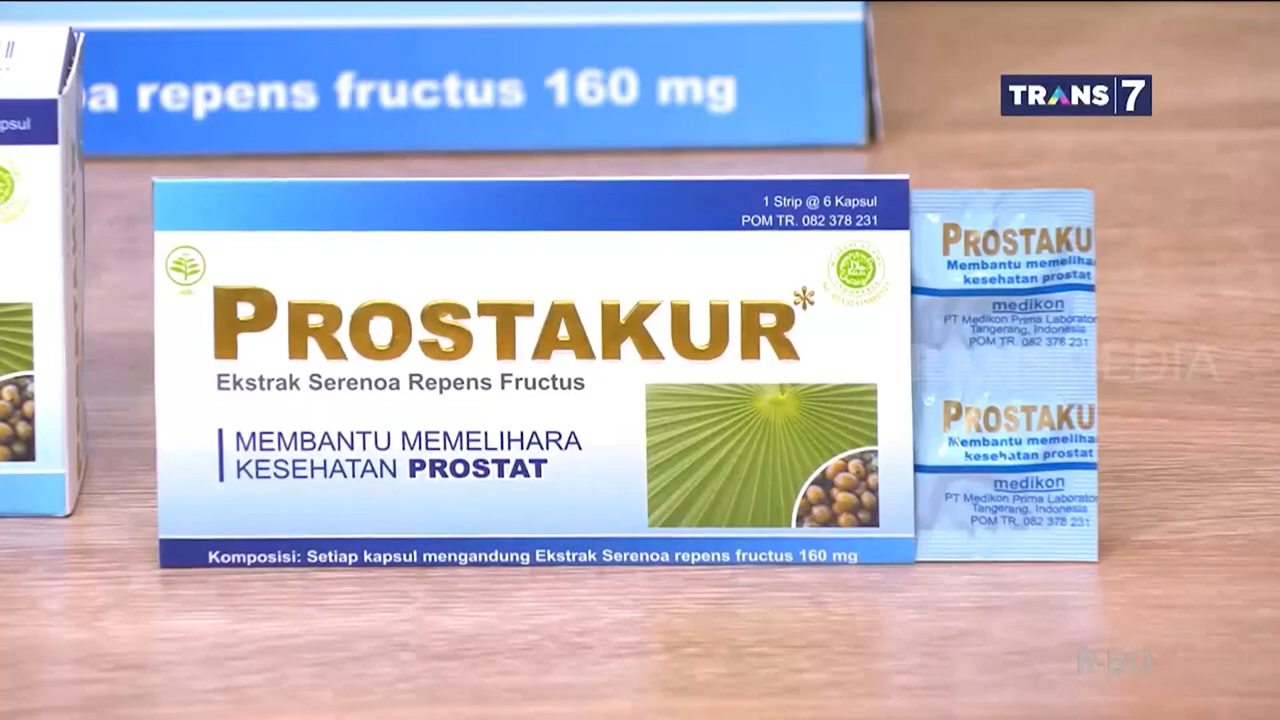 repens fructus 160 mg
TRANS 7
psul
1 Strip @ 6 Kapsul
POM TR. 082 378 231
PROSTAKUR*
Ekstrak Serenoa Repens Fructus
MEMBANTU MEMELIHARA
KESEHATAN PROSTAT
Komposisi: Setiap kapsul mengandung Ekstrak Serenoa repens fructus 160 mg
PROSTAKU
Membantu memeliha
kesehatan prostat
medikon
PT Medikon Prima Laborator
Tangerang, Indonesia
POM TR. 082 378 231
PROSTAKU
Membantu memeliha
kesehatan prostat
medikon
PT Medikon Prima Laborator
Tangerang, Indonesia
POM TR. 082 378 231